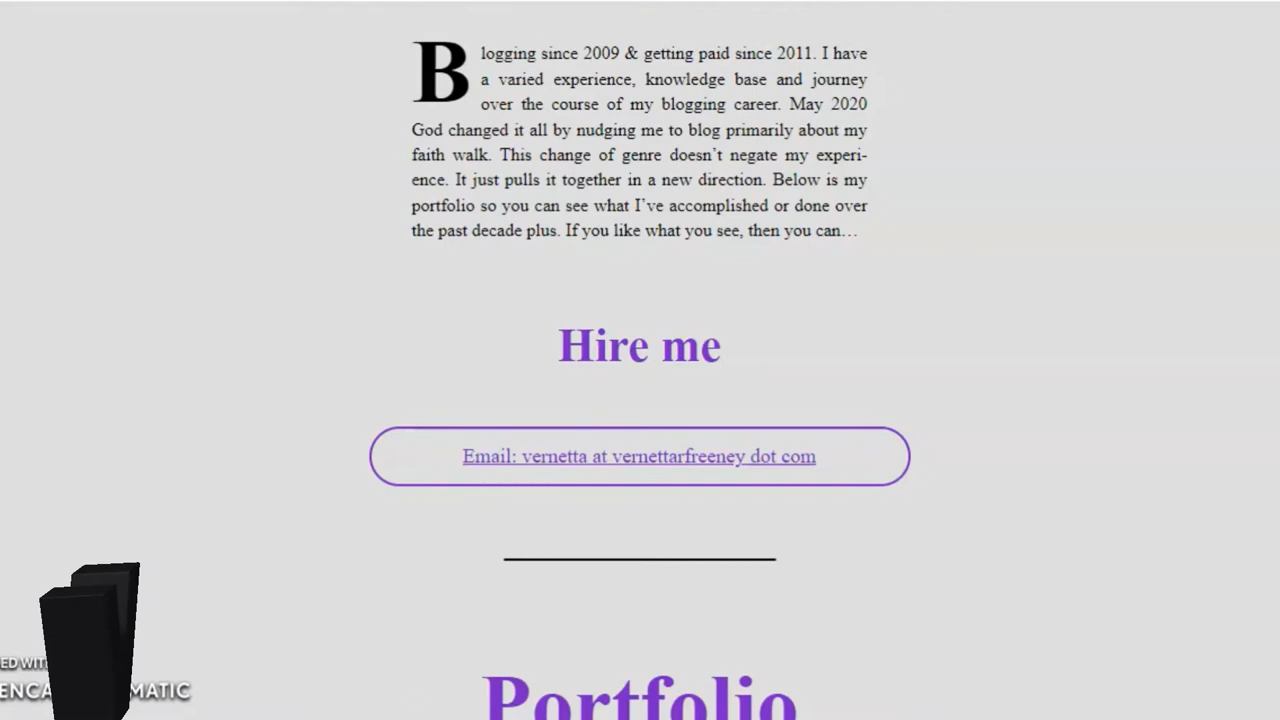 Blogging since 2009 & getting paid since 2011. I have
a varied experience, knowledge base and journey
over the course of my blogging career. May 2020
God changed it all by nudging me to blog primarily about my
faith walk. This change of genre doesn't negate my experi-
ence. It just pulls it together in a new direction. Below is my
portfolio so you can see what I've accomplished or done over
the past decade plus. If you like what you see, then you can…
Hire me
Email: vernetta at vernettarfreeney dot com
Portfolio